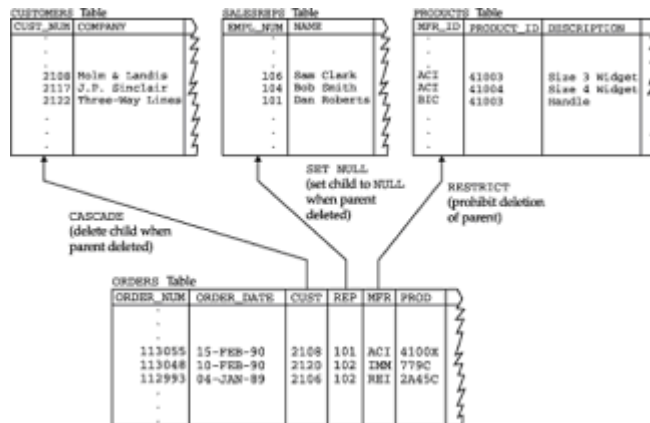 CUSTOMERS Table
CUST_NUM COMPANY
2108 Holm & Landis
2117 J.P. Sinclair
2122 Three-Way Lines
SALESREPS Table
EMPL_NUM NAME
106 Sam Clark
104 Bob Smith
101 Dan Roberts
PRODUCTS Table
MFR_ID PRODUCT_ID DESCRIPTION
ACI 41003 Size 3 Widget
ACI 41004 Size 4 Widget
BIC 41003 Handle
CASCADE
(delete child when
parent deleted)
SET NULL
(set child to NULL
when parent
deleted)
RESTRICT
(prohibit deletion
of parent)
ORDERS Table
ORDER_NUM ORDER_DATE CUST REP MFR PROD
113055 15-FEB-90 2108 101 ACI 4100X
113048 10-FEB-90 2120 102 IMM 779C
112993 04-JAN-89 2106 102 REI 2A45C